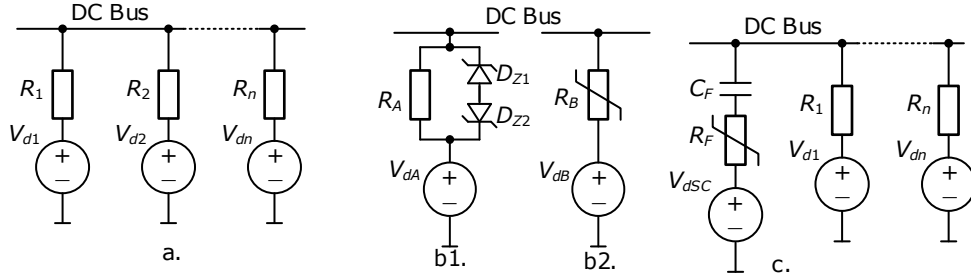 DC Bus
R1
R2
Rn
Vd1
Vd2
Vdn
+
−
+
−
+
−
a.
DC Bus
RA
DZ1
DZ2
RB
VdA
VdB
+
−
+
−
b1.
b2.
DC Bus
CF
RF
R1
Rn
VdSC
Vd1
Vdn
+
−
+
−
+
−
c.